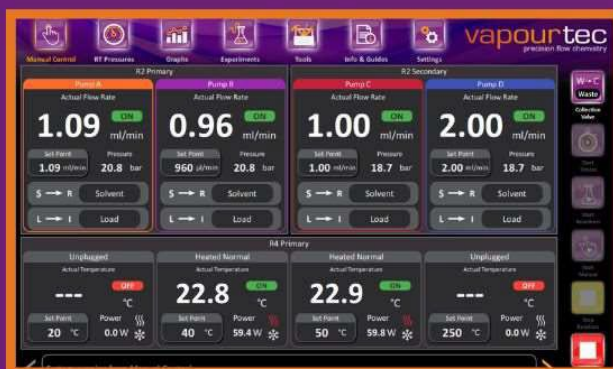 vapourtec
precision flow chemistry
Manual Control RT Pressures Graphs Experiments Tools Info & Guides Settings
R2 Primary R2 Secondary
Pump A Pump B Pump C Pump D
Actual Flow Rate Actual Flow Rate Actual Flow Rate Actual Flow Rate
ON ON ON ON
1.09 ml/min 0.96 ml/min 1.00 ml/min 2.00 ml/min
Set Point Pressure Set Point Pressure Set Point Pressure Set Point Pressure
1.09 ml/min 20.8 bar 960 µl/min 20.8 bar 1.00 ml/min 18.7 bar 2.00 ml/min 18.7 bar
S → R Solvent S → R Solvent S → R Solvent S → R Solvent
L → I Load L → I Load L → I Load L → I Load
R4 Primary
Unplugged Heated Normal Heated Normal Unplugged
Actual Temperature Actual Temperature Actual Temperature Actual Temperature
OFF ON ON OFF
--- °C 22.8 °C 22.9 °C --- °C
Set Point Power Set Point Power Set Point Power Set Point Power
20 °C 0.0 W 40 °C 59.4 W 50 °C 59.8 W 250 °C 0.0 W
W→C
Waste
Collection
Valve